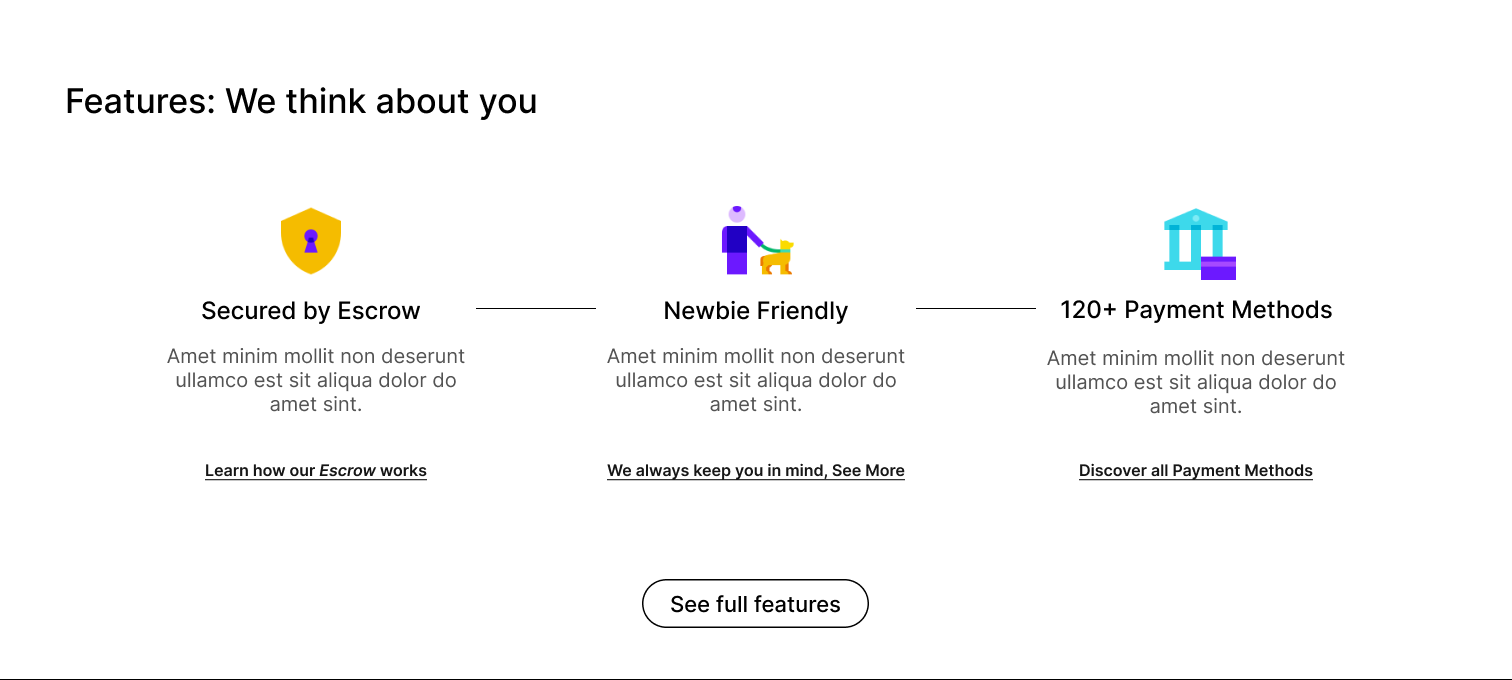 Features: We think about you
Secured by Escrow
Amet minim mollit non deserunt
ullamco est sit aliqua dolor do
amet sint.
Learn how our Escrow works
Newbie Friendly
Amet minim mollit non deserunt
ullamco est sit aliqua dolor do
amet sint.
We always keep you in mind, See More
120+ Payment Methods
Amet minim mollit non deserunt
ullamco est sit aliqua dolor do
amet sint.
Discover all Payment Methods
See full features